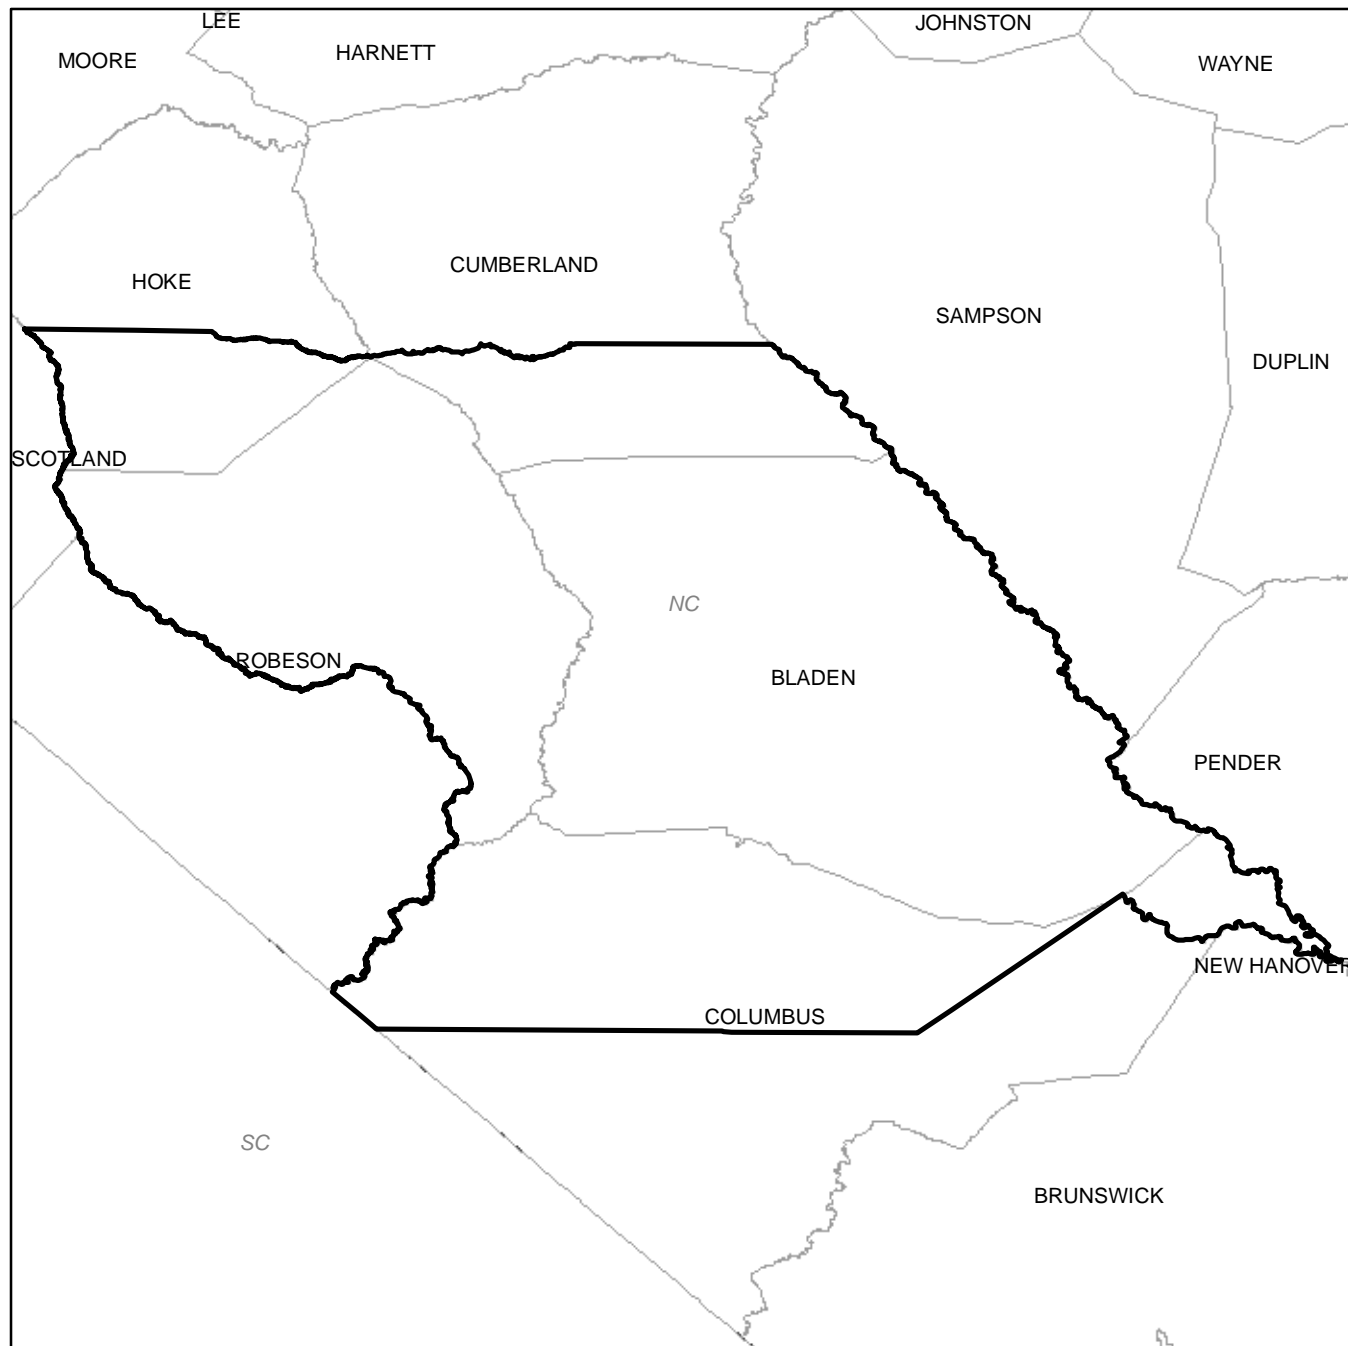 LEE
JOHNSTON
MOORE
HARNETT
WAYNE
CUMBERLAND
HOKE
SAMPSON
DUPLIN
SCOTLAND
NC
ROBESON
BLADEN
PENDER
NEW HANOVER
COLUMBUS
SC
BRUNSWICK